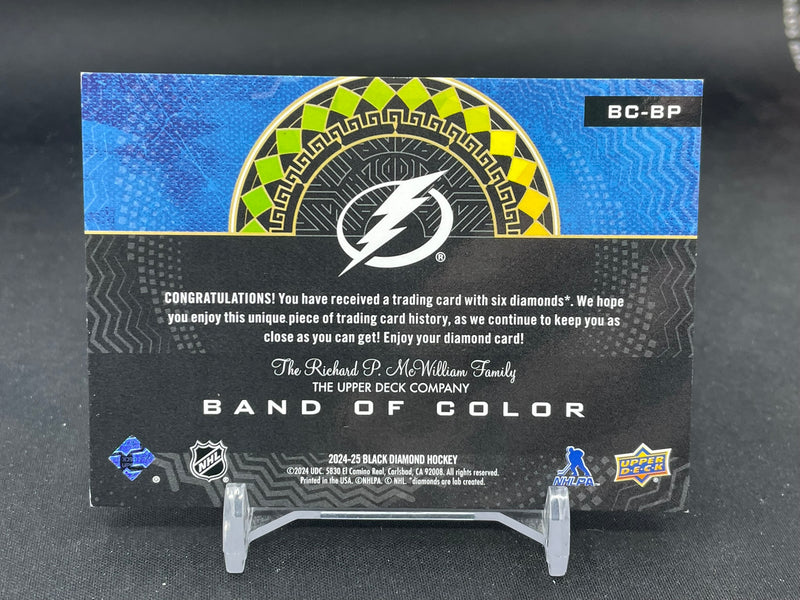 BC-BP
®
CONGRATULATIONS! You have received a trading card with six diamonds*. We hope
you enjoy this unique piece of trading card history, as we continue to keep you as
close as you can get! Enjoy your diamond card!
The Richard P. McWilliam Family
THE UPPER DECK COMPANY
BAND OF COLOR
2024-25 BLACK DIAMOND HOCKEY
©2024 UDC. 5830 El Camino Real, Carlsbad, CA 92008. All rights reserved.
Printed in the USA. ©NHLPA. © NHL. *diamonds are lab created.
NHL
NHLPA
UPPER
DECK